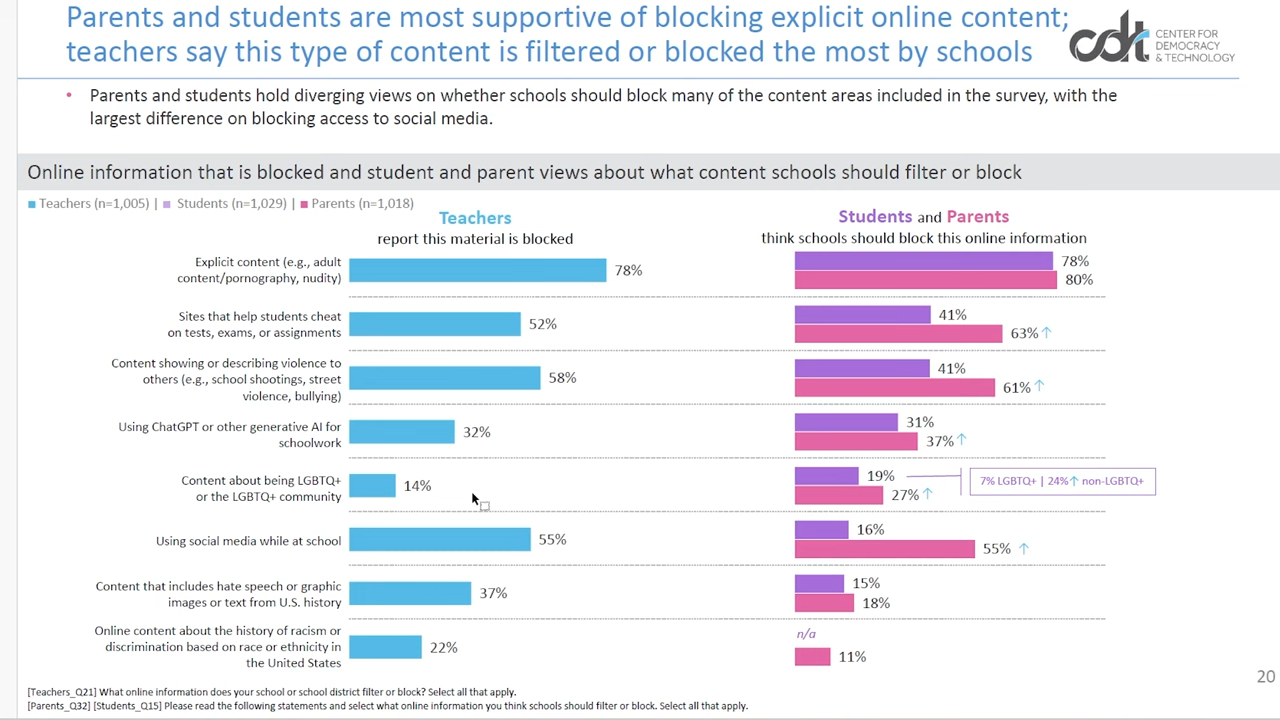 Parents and students are most supportive of blocking explicit online content;
teachers say this type of content is filtered or blocked the most by schools
cdt CENTER FOR
DEMOCRACY
& TECHNOLOGY
• Parents and students hold diverging views on whether schools should block many of the content areas included in the survey, with the
largest difference on blocking access to social media.
Online information that is blocked and student and parent views about what content schools should filter or block
Teachers (n=1,005) | Students (n=1,029) | Parents (n=1,018)
Teachers
report this material is blocked
Students and Parents
think schools should block this online information
Explicit content (e.g., adult
content/pornography, nudity)
78%
78%
80%
Sites that help students cheat
on tests, exams, or assignments
52%
41%
63%↑
Content showing or describing violence to
others (e.g., school shootings, street
violence, bullying)
58%
41%
61%↑
Using ChatGPT or other generative AI for
schoolwork
32%
31%
37%↑
Content about being LGBTQ+
or the LGBTQ+ community
14%
19%
27%↑
7% LGBTQ+ | 24%↑ non-LGBTQ+
Using social media while at school
55%
16%
55% ↑
Content that includes hate speech or graphic
images or text from U.S. history
37%
15%
18%
Online content about the history of racism or
discrimination based on race or ethnicity in
the United States
22%
n/a
11%
20
[Teachers_Q21] What online information does your school or school district filter or block? Select all that apply.
[Parents_Q32] [Students_Q15] Please read the following statements and select what online information you think schools should filter or block. Select all that apply.